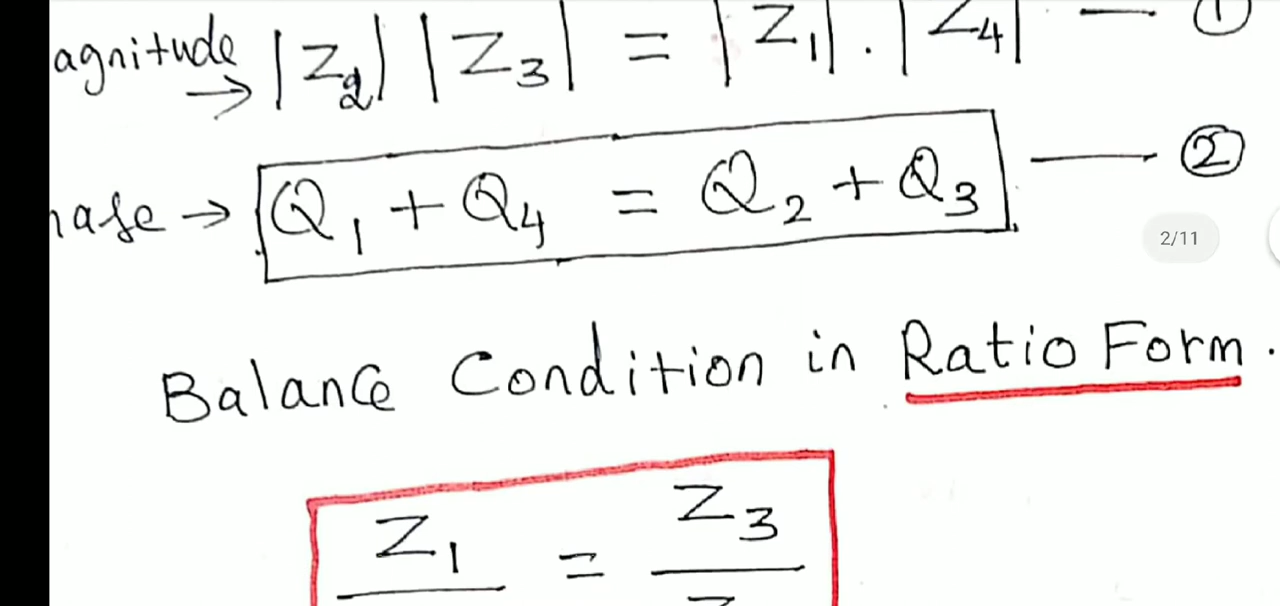 agnitude → |Z2| |Z3| = |Z1| . |Z4| — ①
hase → Q1 + Q4 = Q2 + Q3 — ②
2/11
Balance Condition in Ratio Form.
Z1 = Z3